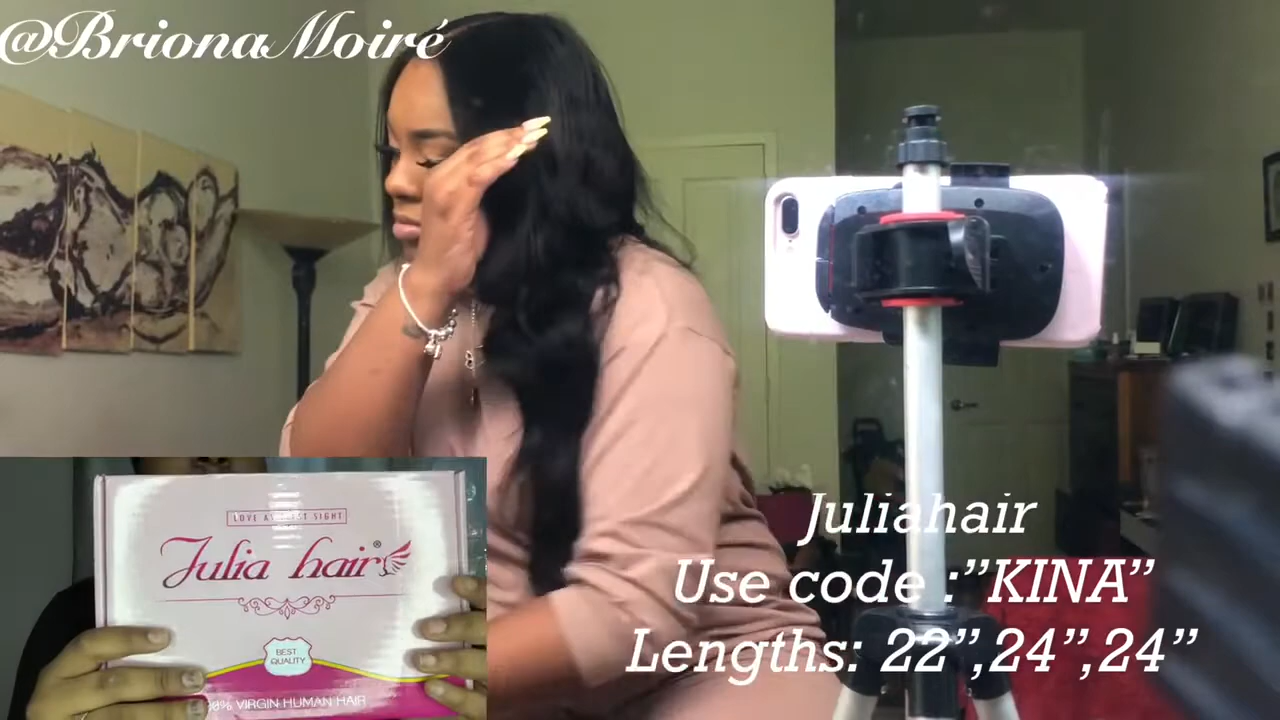 @BrionaMoiré
LOVE AT FIRST SIGHT
Julia hair®
BEST
QUALITY
% VIRGIN HUMAN HAIR
Juliahair
Use code :”KINA”
Lengths: 22”,24”,24”